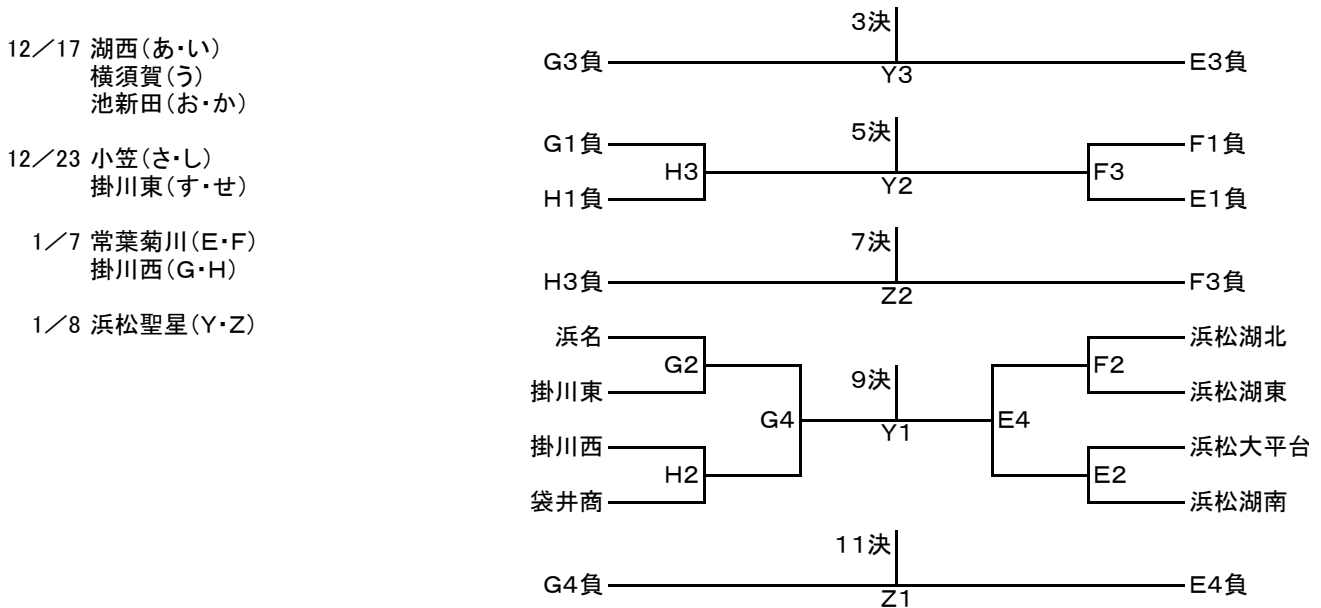 12／17 湖西（あ・い）
横須賀（う）
池新田（お・か）
12／23 小笠（さ・し）
掛川東（す・せ）
1／7 常葉菊川（E・F）
掛川西（G・H）
1／8 浜松聖星（Y・Z）
3決
G3負
Y3
E3負
5決
G1負
F1負
H3
F3
Y2
H1負
E1負
7決
H3負
Z2
F3負
浜名
浜松湖北
G2
F2
9決
掛川東
浜松湖東
G4
Y1
E4
掛川西
浜松大平台
H2
E2
袋井商
浜松湖南
11決
G4負
Z1
E4負